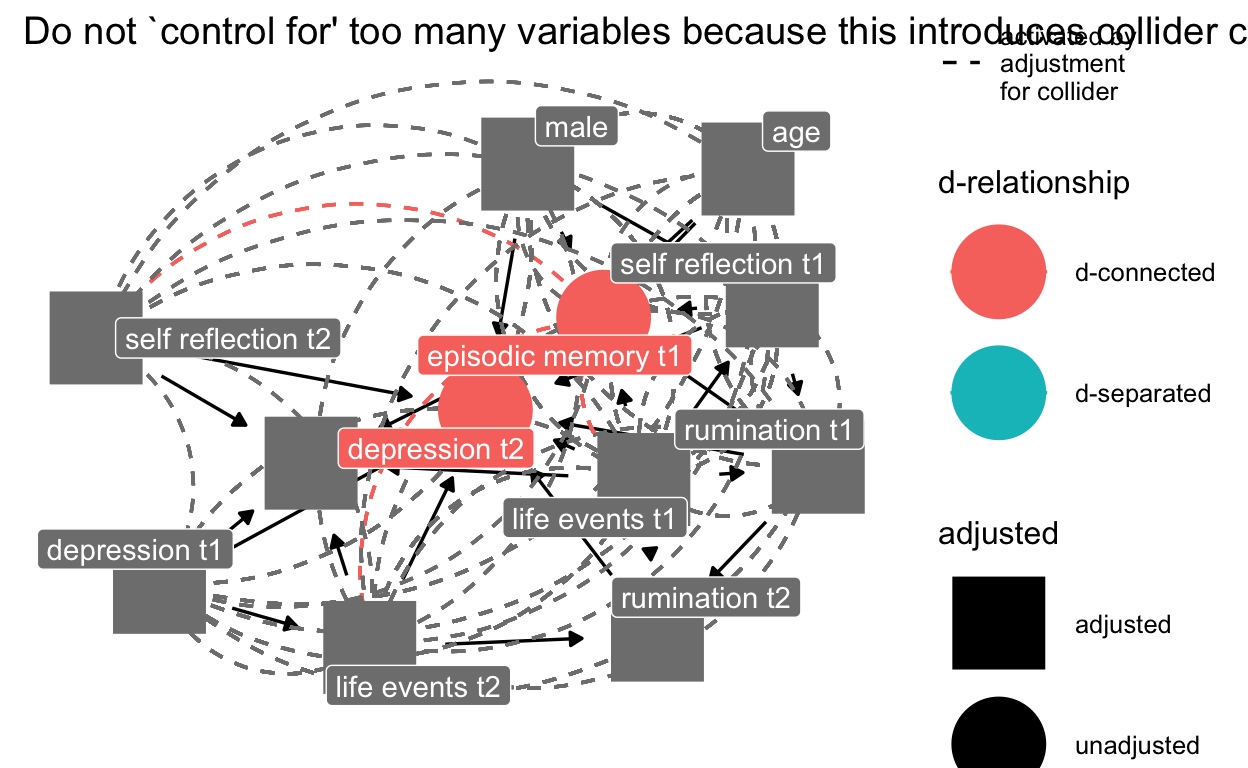 Do not `control for' too many variables because this introduces collider c
activated by
adjustment
for collider
male
age
d-relationship
self reflection t1
d-connected
self reflection t2
episodic memory t1
d-separated
rumination t1
depression t2
life events t1
adjusted
depression t1
rumination t2
adjusted
life events t2
unadjusted